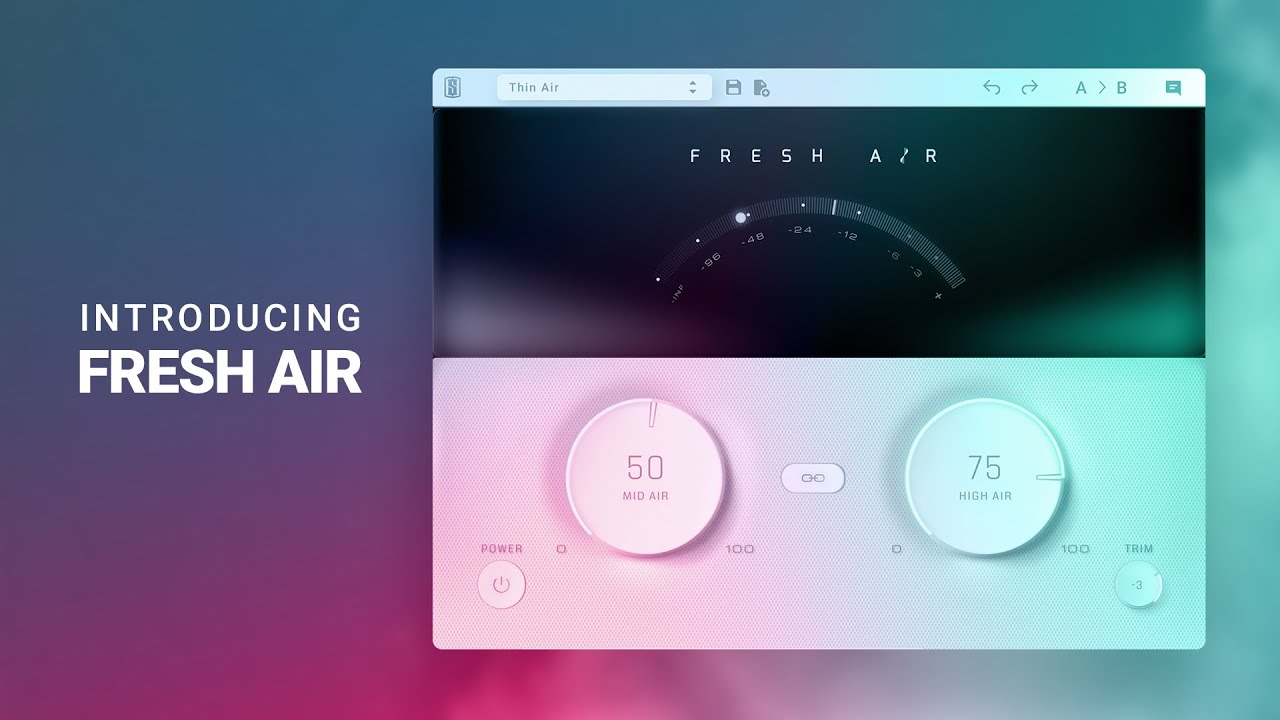 INTRODUCING
FRESH AIR
Thin Air
A > B
FRESH AIR
-INF
-96
-48
-24
-12
-6
-3
+
50
MID AIR
0
100
75
HIGH AIR
0
100
POWER
TRIM
-3